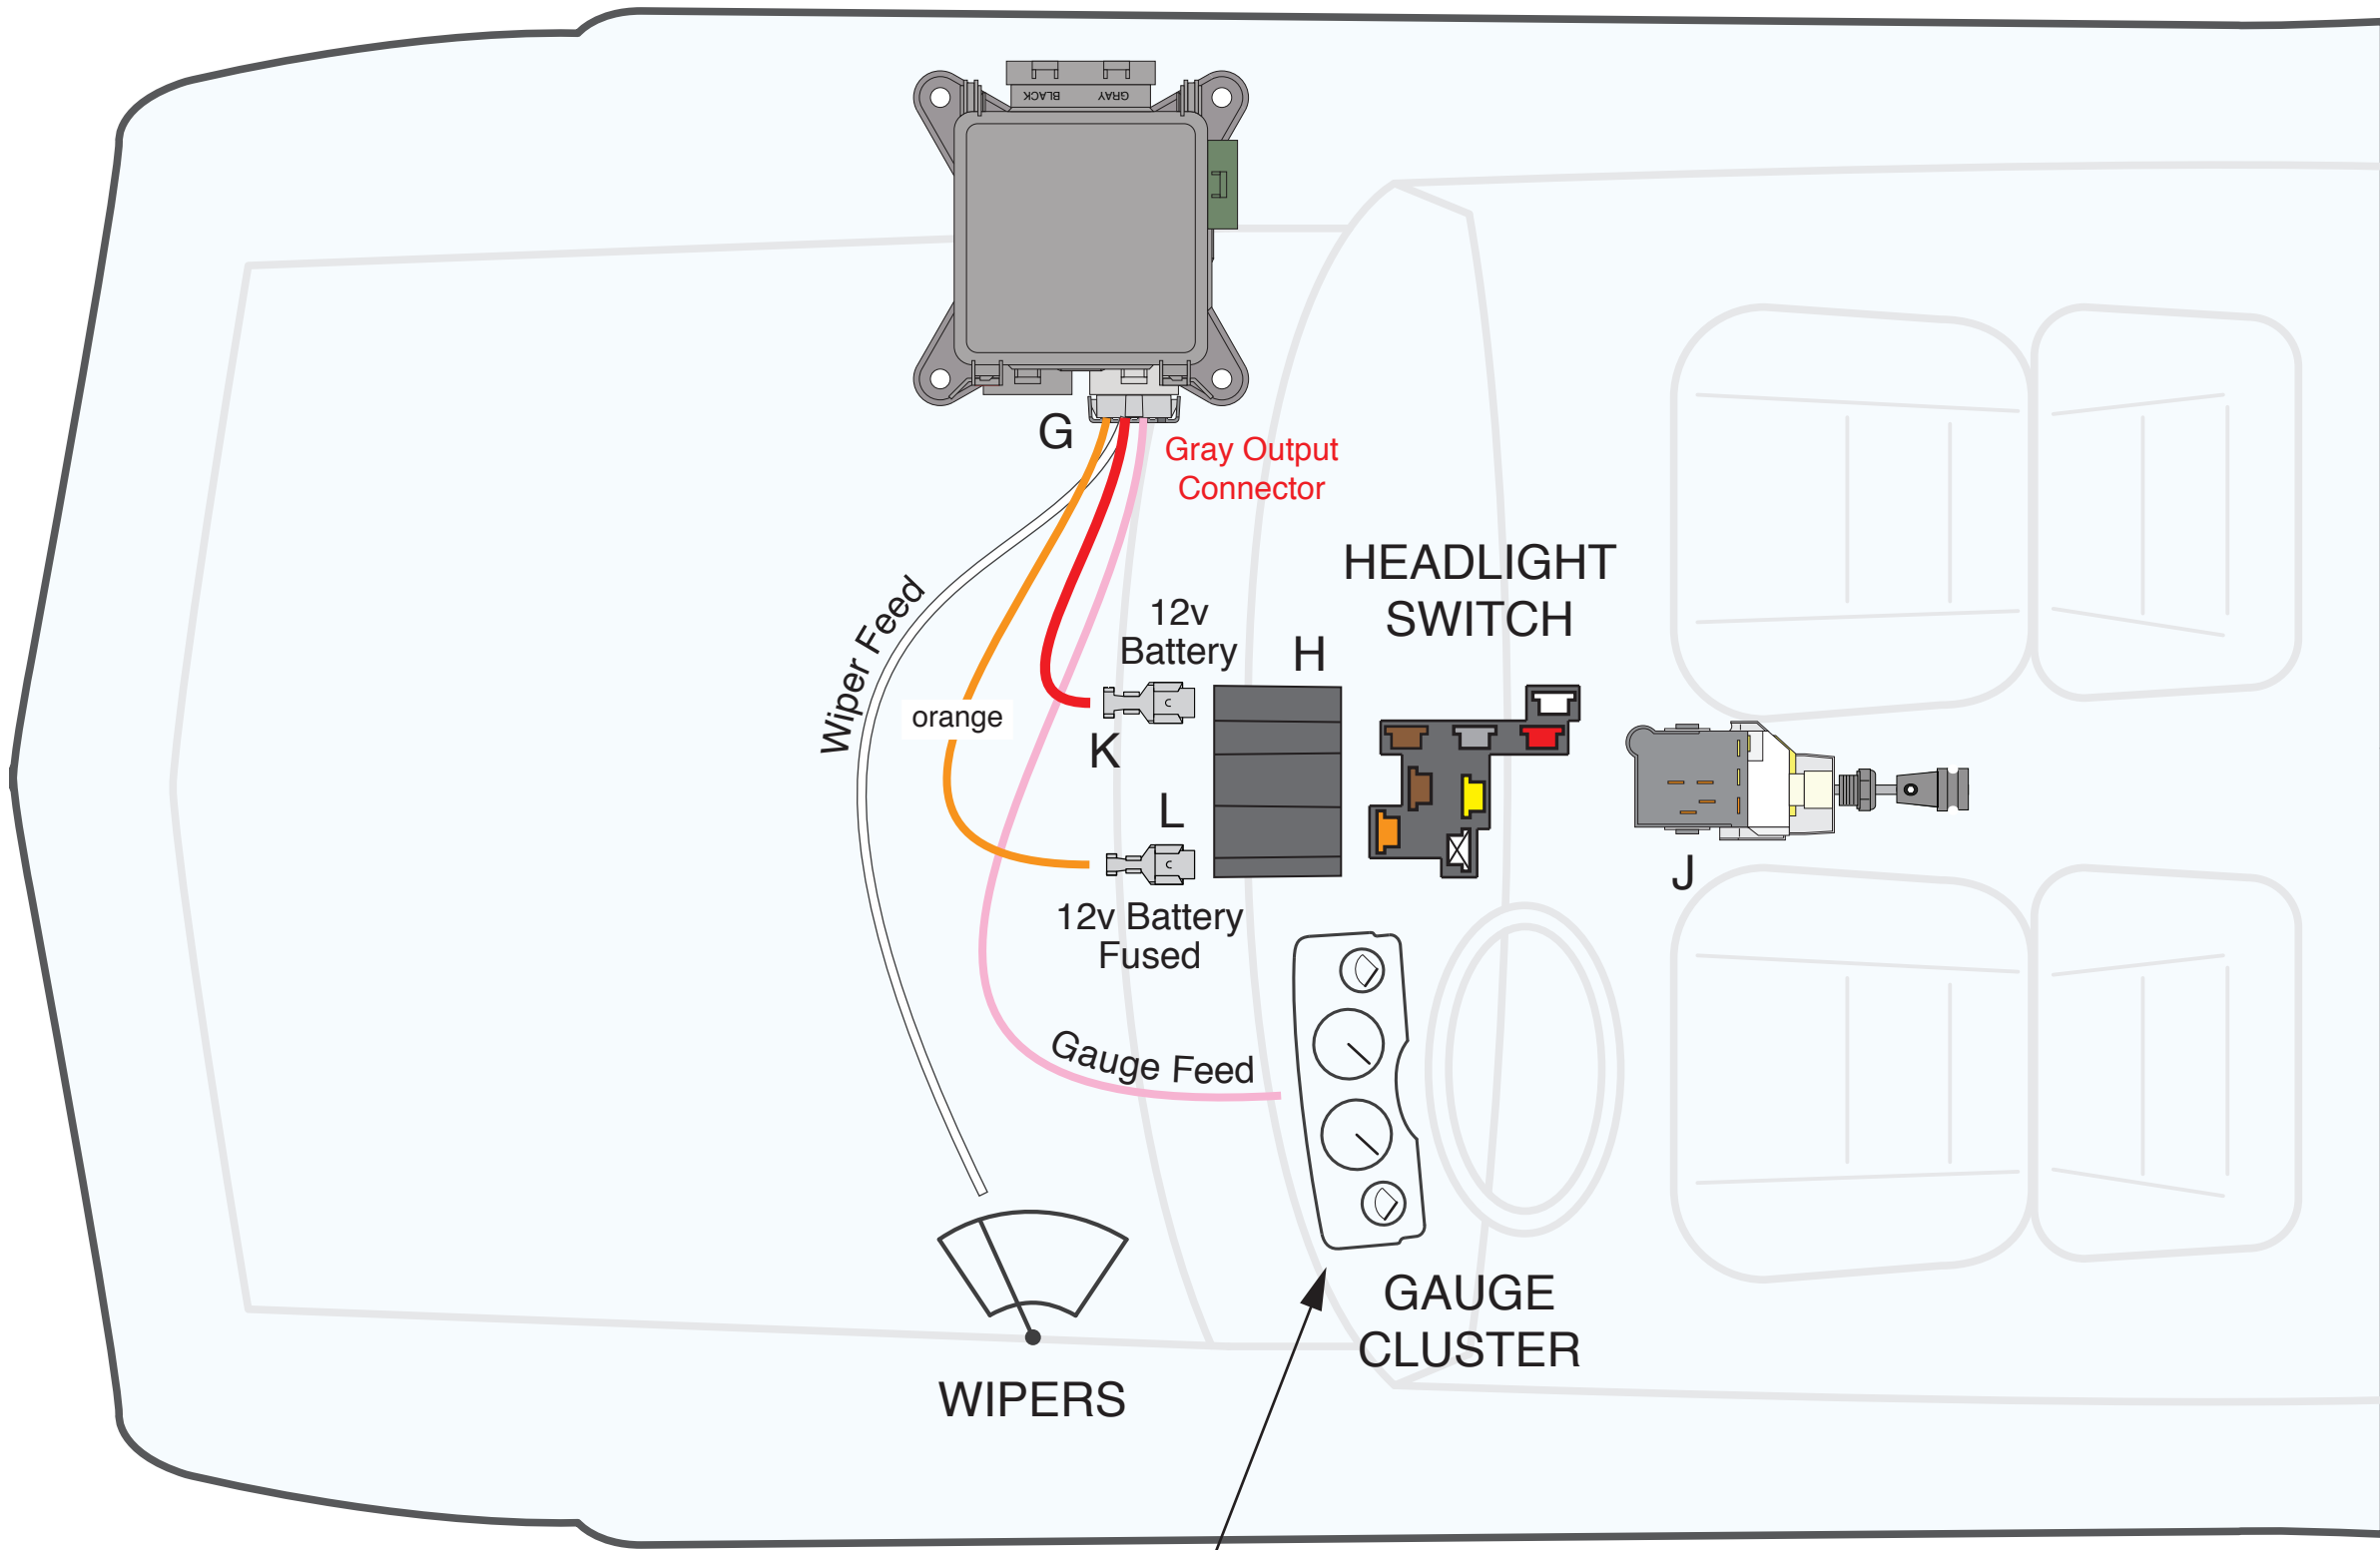 BLACK
GRAY
G
Gray Output
Connector
HEADLIGHT
SWITCH
12v
Battery
H
Wiper Feed
orange
K
L
C
C
J
12v Battery
Fused
Gauge Feed
GAUGE
CLUSTER
WIPERS